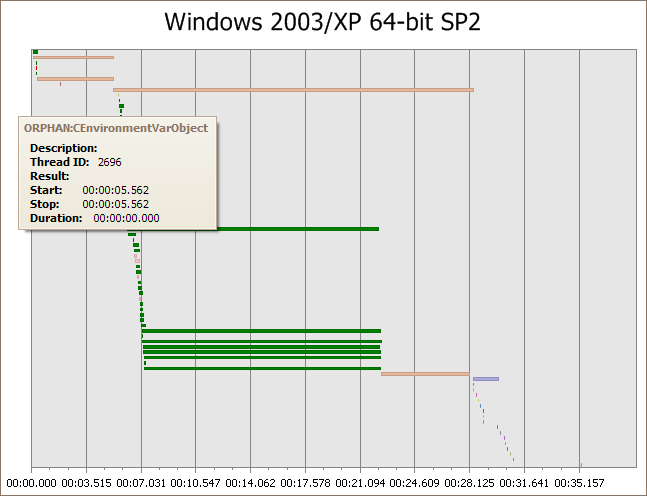 Windows 2003/XP 64-bit SP2
ORPHAN:CEnvironmentVarObject
Description:
Thread ID: 2696
Result:
Start: 00:00:05.562
Stop: 00:00:05.562
Duration: 00:00:00.000
00:00.000 00:03.515 00:07.031 00:10.547 00:14.062 00:17.578 00:21.094 00:24.609 00:28.125 00:31.641 00:35.157